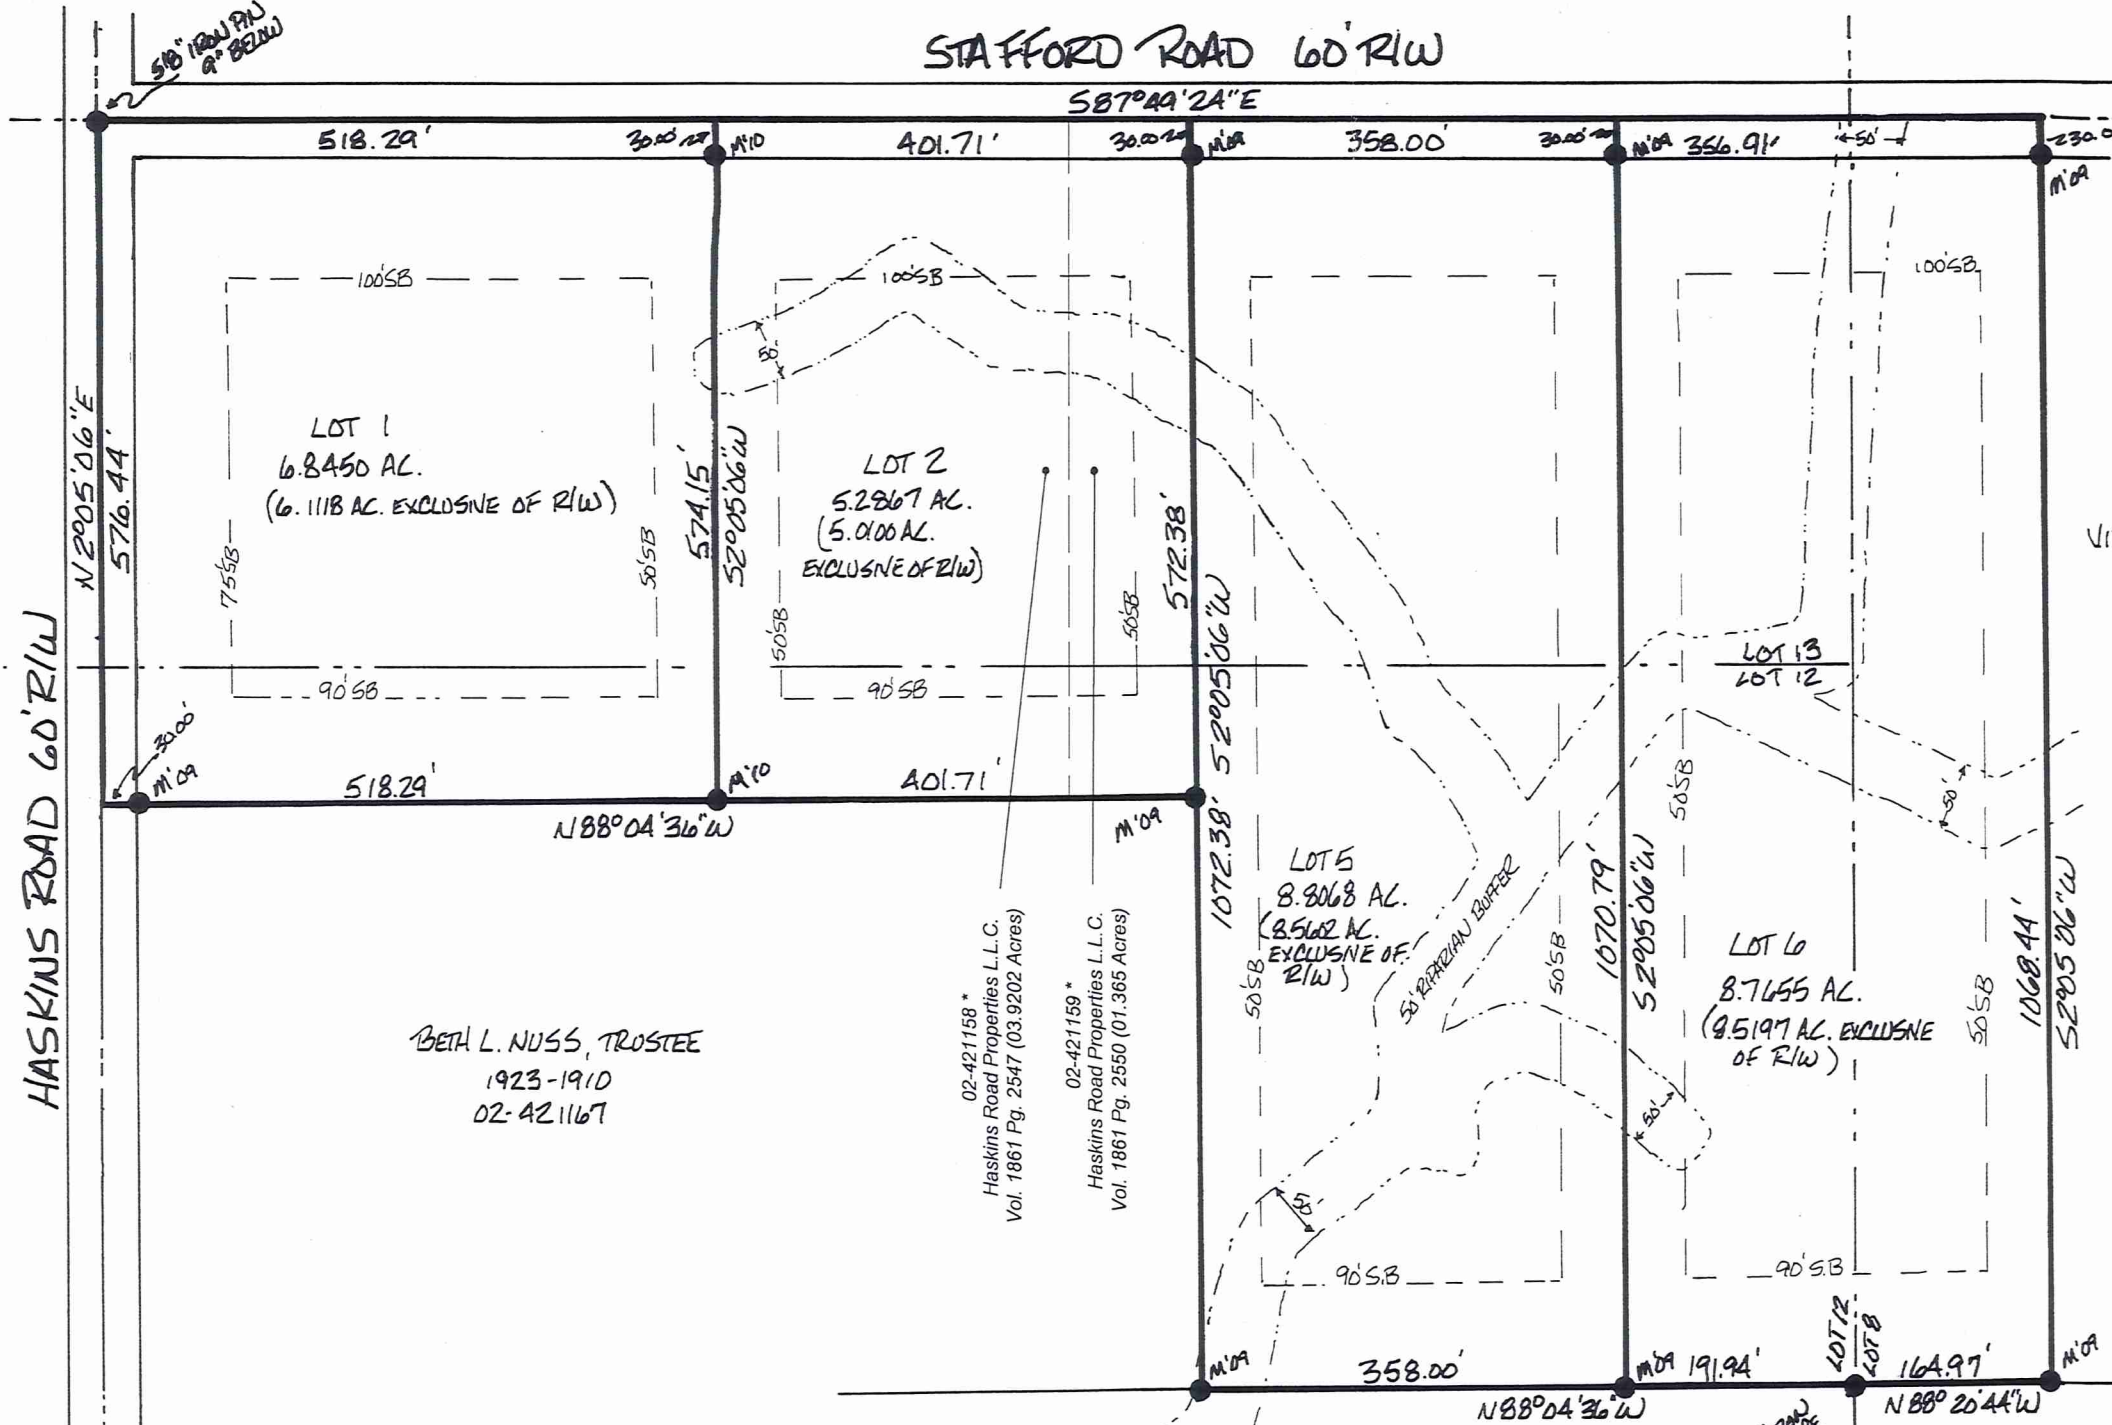 5/8" IRON PIN
9" BELOW
STAFFORD ROAD 60' R/W
S87°49'24"E
518.29'
30.00'
M'10
401.71'
30.00'
M'09
358.00'
30.00'
M'09
356.91'
50'
230.0
M'09
100'SB
100'SB
100'SB
50'
N2°05'06"E
576.44'
LOT 1
6.8450 AC.
(6.1118 AC. EXCLUSIVE OF R/W)
75'SB
50'SB
574.15'
S2°05'06"W
LOT 2
5.2867 AC.
(5.0100 AC.
EXCLUSIVE OF R/W)
50'SB
50'SB
572.38'
S2°05'06"W
VI
HASKINS ROAD 60' R/W
90'SB
90'SB
LOT 13
LOT 12
30.00'
M'09
518.29'
M'10
401.71'
N88°04'36"W
M'09
1072.38'
50'SB
50'
LOT 5
8.8068 AC.
(8.5602 AC.
EXCLUSIVE OF
R/W)
50' RIPARIAN BUFFER
50'SB
50'SB
1070.79'
S2°05'06"W
LOT 6
8.7655 AC.
(8.5197 AC. EXCLUSIVE
OF R/W)
50'SB
1068.44'
S2°05'06"W
BETH L. NUSS, TRUSTEE
1923-1910
02-421167
02-421158 *
Haskins Road Properties L.L.C.
Vol. 1861 Pg. 2547 (03.9202 Acres)
02-421159 *
Haskins Road Properties L.L.C.
Vol. 1861 Pg. 2550 (01.365 Acres)
50'
50'
90'S.B
90'S.B
LOT 12
LOT 8
M'09
358.00'
M'09
191.94'
164.97'
M'09
N88°04'36"W
N88°20'44"W